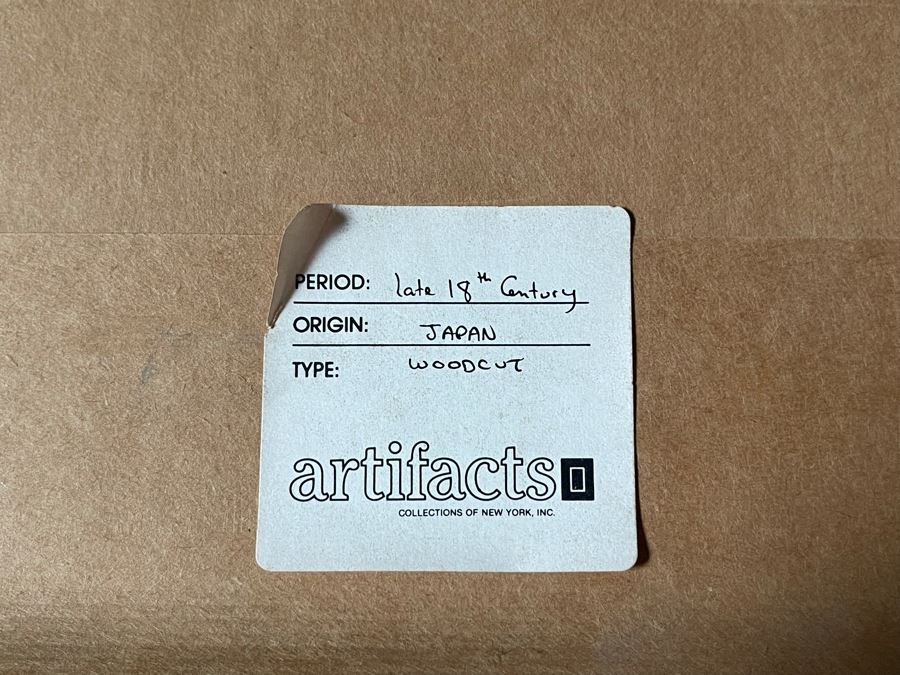 PERIOD: late 18th Century
ORIGIN: JAPAN
TYPE: WOODCUT
artifacts
COLLECTIONS OF NEW YORK, INC.